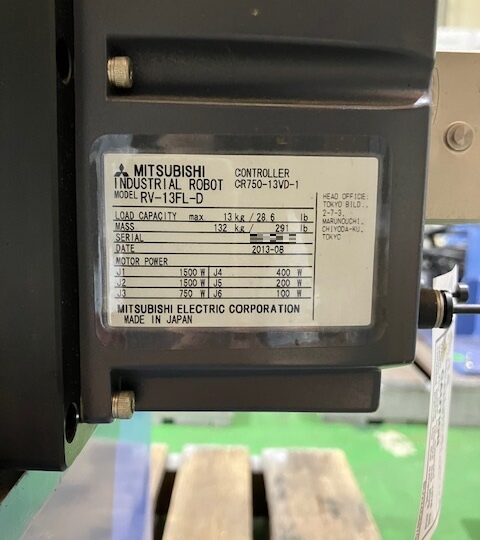 MITSUBISHI
INDUSTRIAL ROBOT
MODEL RV-13FL-D
CONTROLLER
CR750-13VD-1
LOAD CAPACITY max 13 kg / 28.6 lb
MASS 132 kg / 291 lb
SERIAL
DATE 2013-08
MOTOR POWER
J1 1500 W J4 400 W
J2 1500 W J5 200 W
J3 750 W J6 100 W
MITSUBISHI ELECTRIC CORPORATION
MADE IN JAPAN
HEAD OFFICE:
TOKYO BILD.,
2-7-3,
MARUNOUCHI,
CHIYODA-KU,
TOKYO